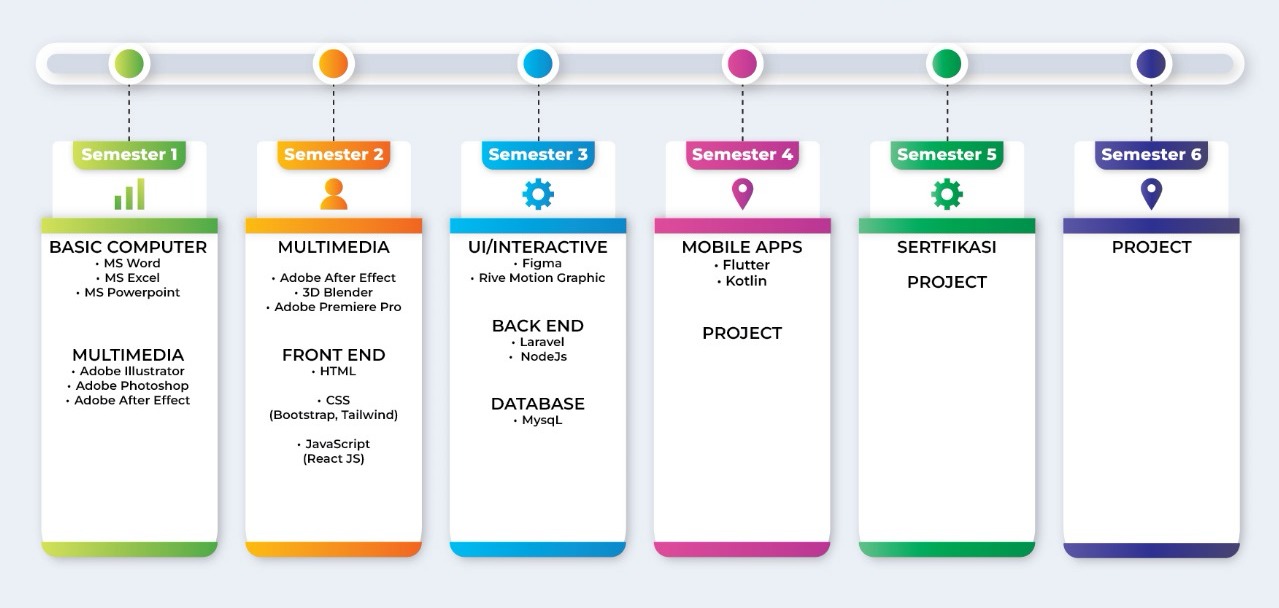 Semester 1
BASIC COMPUTER
• MS Word
• MS Excel
• MS Powerpoint
MULTIMEDIA
• Adobe Illustrator
• Adobe Photoshop
• Adobe After Effect
Semester 2
MULTIMEDIA
• Adobe After Effect
• 3D Blender
• Adobe Premiere Pro
FRONT END
• HTML
• CSS
(Bootstrap, Tailwind)
• JavaScript
(React JS)
Semester 3
UI/INTERACTIVE
• Figma
• Rive Motion Graphic
BACK END
• Laravel
• NodeJs
DATABASE
• MysqL
Semester 4
MOBILE APPS
• Flutter
• Kotlin
PROJECT
Semester 5
SERTFIKASI
PROJECT
Semester 6
PROJECT